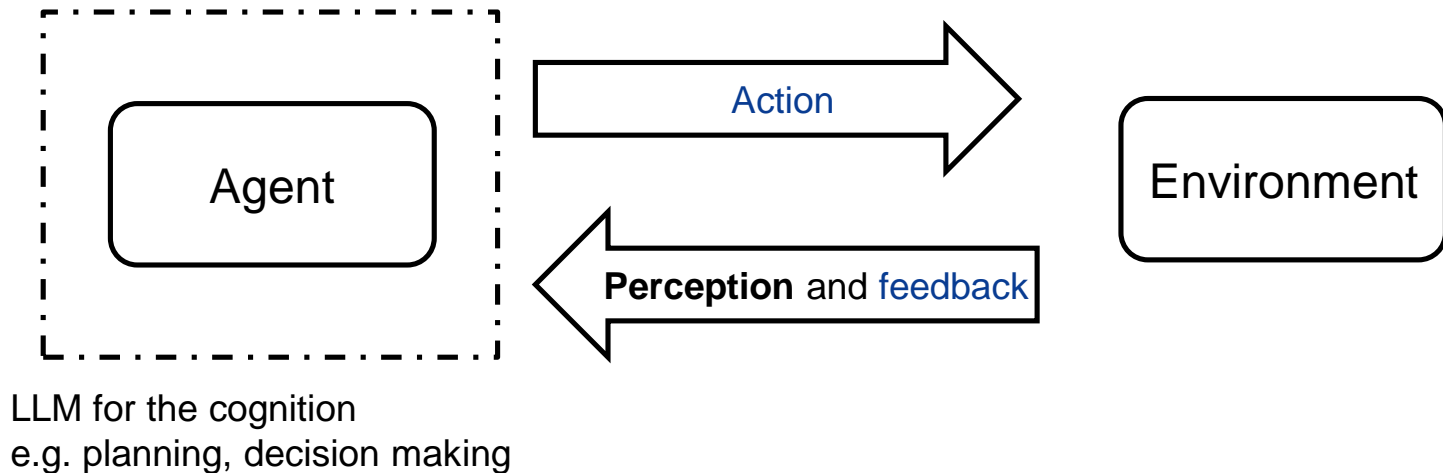 Action
Agent
Environment
Perception and feedback
LLM for the cognition
e.g. planning, decision making